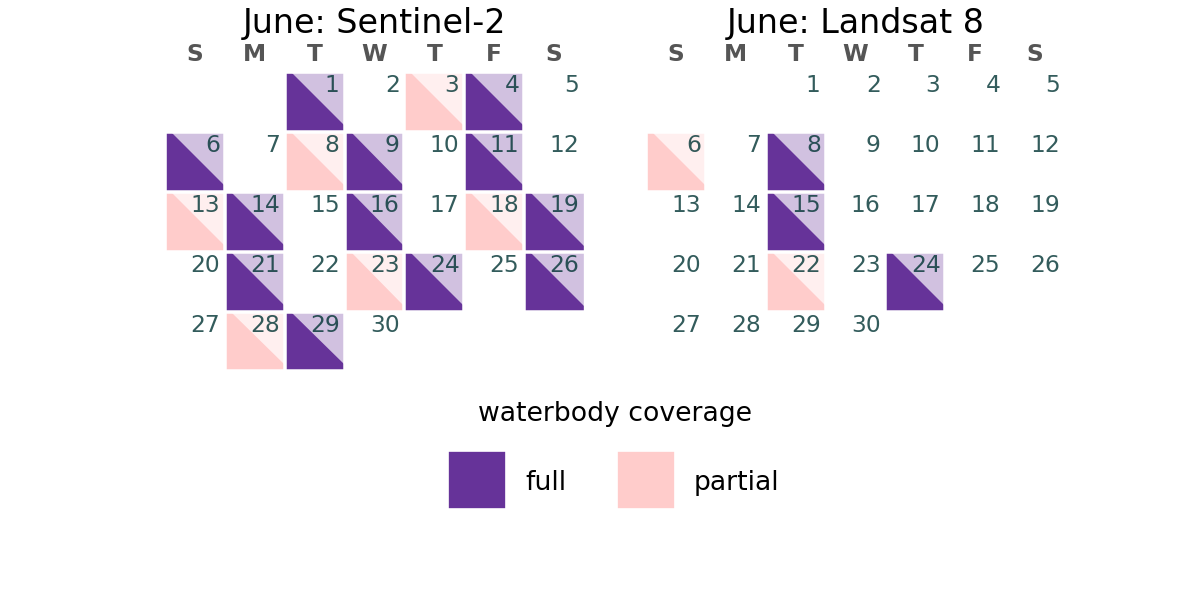 June: Sentinel-2
S M T W T F S
1 2 3 4 5
6 7 8 9 10 11 12
13 14 15 16 17 18 19
20 21 22 23 24 25 26
27 28 29 30
June: Landsat 8
S M T W T F S
1 2 3 4 5
6 7 8 9 10 11 12
13 14 15 16 17 18 19
20 21 22 23 24 25 26
27 28 29 30
waterbody coverage
full partial